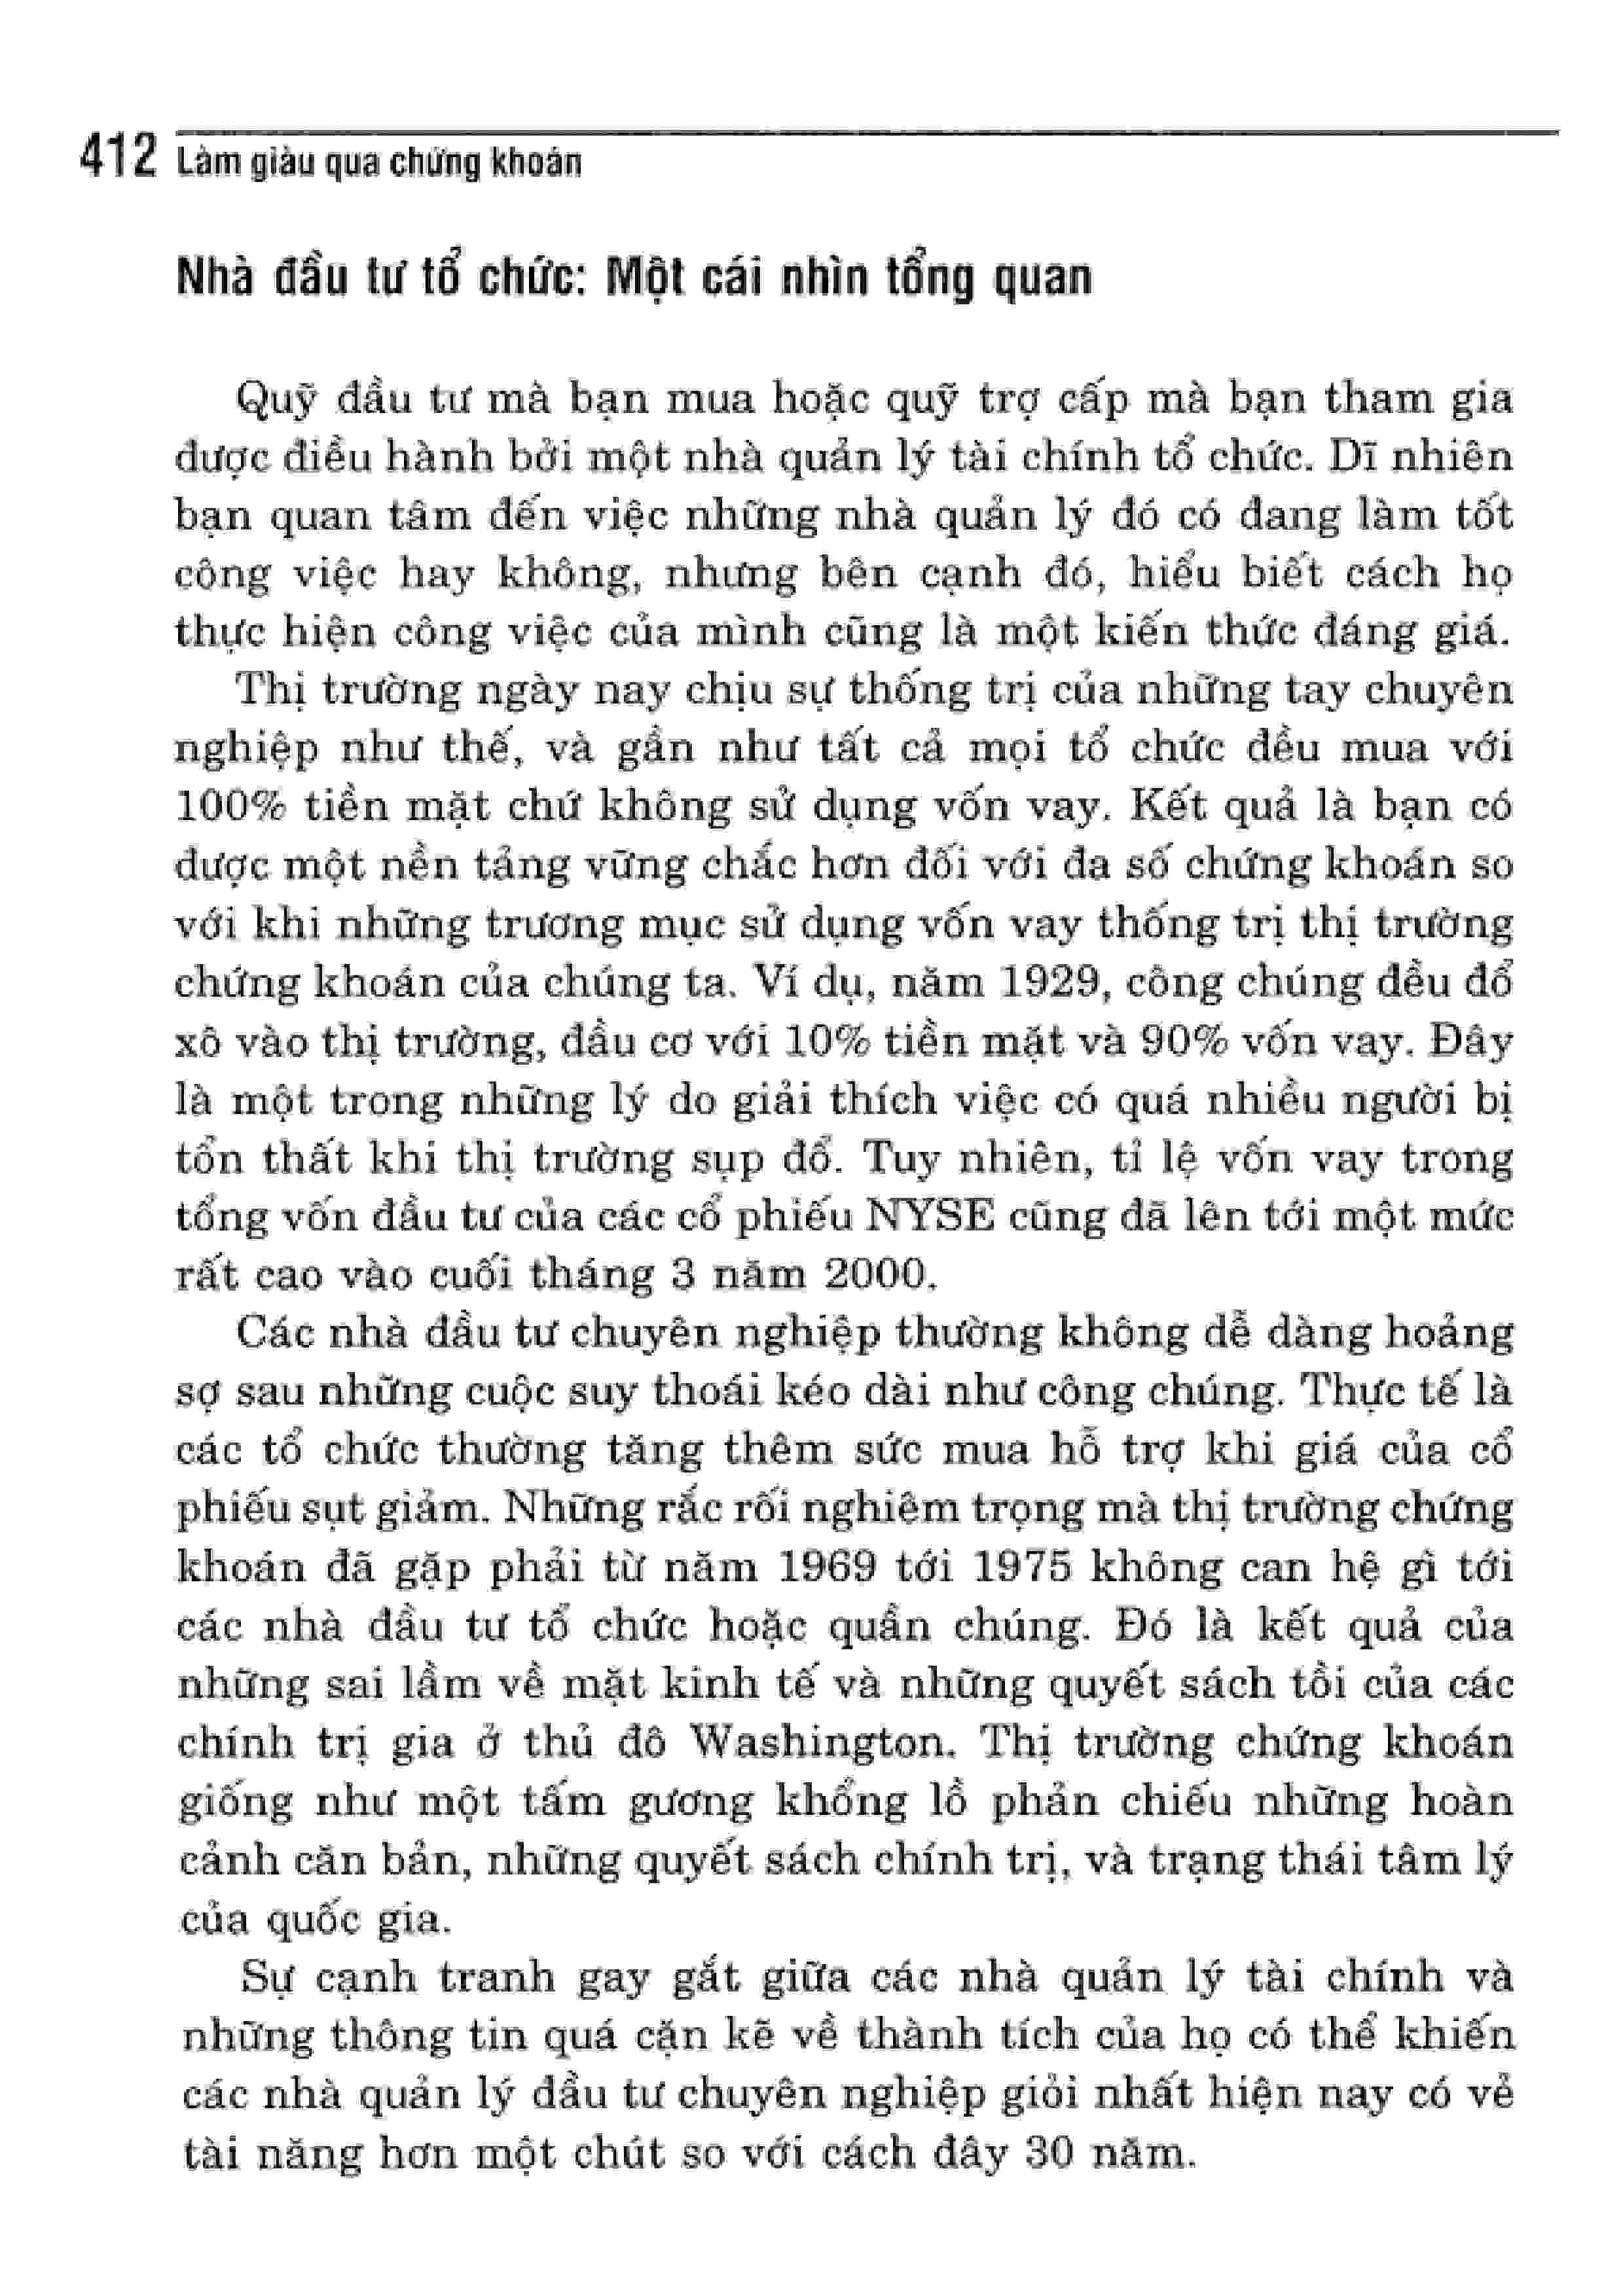 412 Làm giàu qua chứng khoán
Nhà đầu tư tổ chức: Một cái nhìn tổng quan
Quỹ đầu tư mà bạn mua hoặc quỹ trợ cấp mà bạn tham gia
được điều hành bởi một nhà quản lý tài chính tổ chức. Dĩ nhiên
bạn quan tâm đến việc những nhà quản lý đó có đang làm tốt
công việc hay không, nhưng bên cạnh đó, hiểu biết cách họ
thực hiện công việc của mình cũng là một kiến thức đáng giá.
Thị trường ngày nay chịu sự thống trị của những tay chuyên
nghiệp như thế, và gần như tất cả mọi tổ chức đều mua với
100% tiền mặt chứ không sử dụng vốn vay. Kết quả là bạn có
được một nền tảng vững chắc hơn đối với đa số chứng khoán so
với khi những trương mục sử dụng vốn vay thống trị thị trường
chứng khoán của chúng ta. Ví dụ, năm 1929, công chúng đều đổ
xô vào thị trường, đầu cơ với 10% tiền mặt và 90% vốn vay. Đây
là một trong những lý do giải thích việc có quá nhiều người bị
tổn thất khi thị trường sụp đổ. Tuy nhiên, tỉ lệ vốn vay trong
tổng vốn đầu tư của các cổ phiếu NYSE cũng đã lên tới một mức
rất cao vào cuối tháng 3 năm 2000.
Các nhà đầu tư chuyên nghiệp thường không dễ dàng hoảng
sợ sau những cuộc suy thoái kéo dài như công chúng. Thực tế là
các tổ chức thường tăng thêm sức mua hỗ trợ khi giá của cổ
phiếu sụt giảm. Những rắc rối nghiêm trọng mà thị trường chứng
khoán đã gặp phải từ năm 1969 tới 1975 không can hệ gì tới
các nhà đầu tư tổ chức hoặc quần chúng. Đó là kết quả của
những sai lầm về mặt kinh tế và những quyết sách tồi của các
chính trị gia ở thủ đô Washington. Thị trường chứng khoán
giống như một tấm gương khổng lồ phản chiếu những hoàn
cảnh căn bản, những quyết sách chính trị, và trạng thái tâm lý
của quốc gia.
Sự cạnh tranh gay gắt giữa các nhà quản lý tài chính và
những thông tin quá cặn kẽ về thành tích của họ có thể khiến
các nhà quản lý đầu tư chuyên nghiệp giỏi nhất hiện nay có vẻ
tài năng hơn một chút so với cách đây 30 năm.